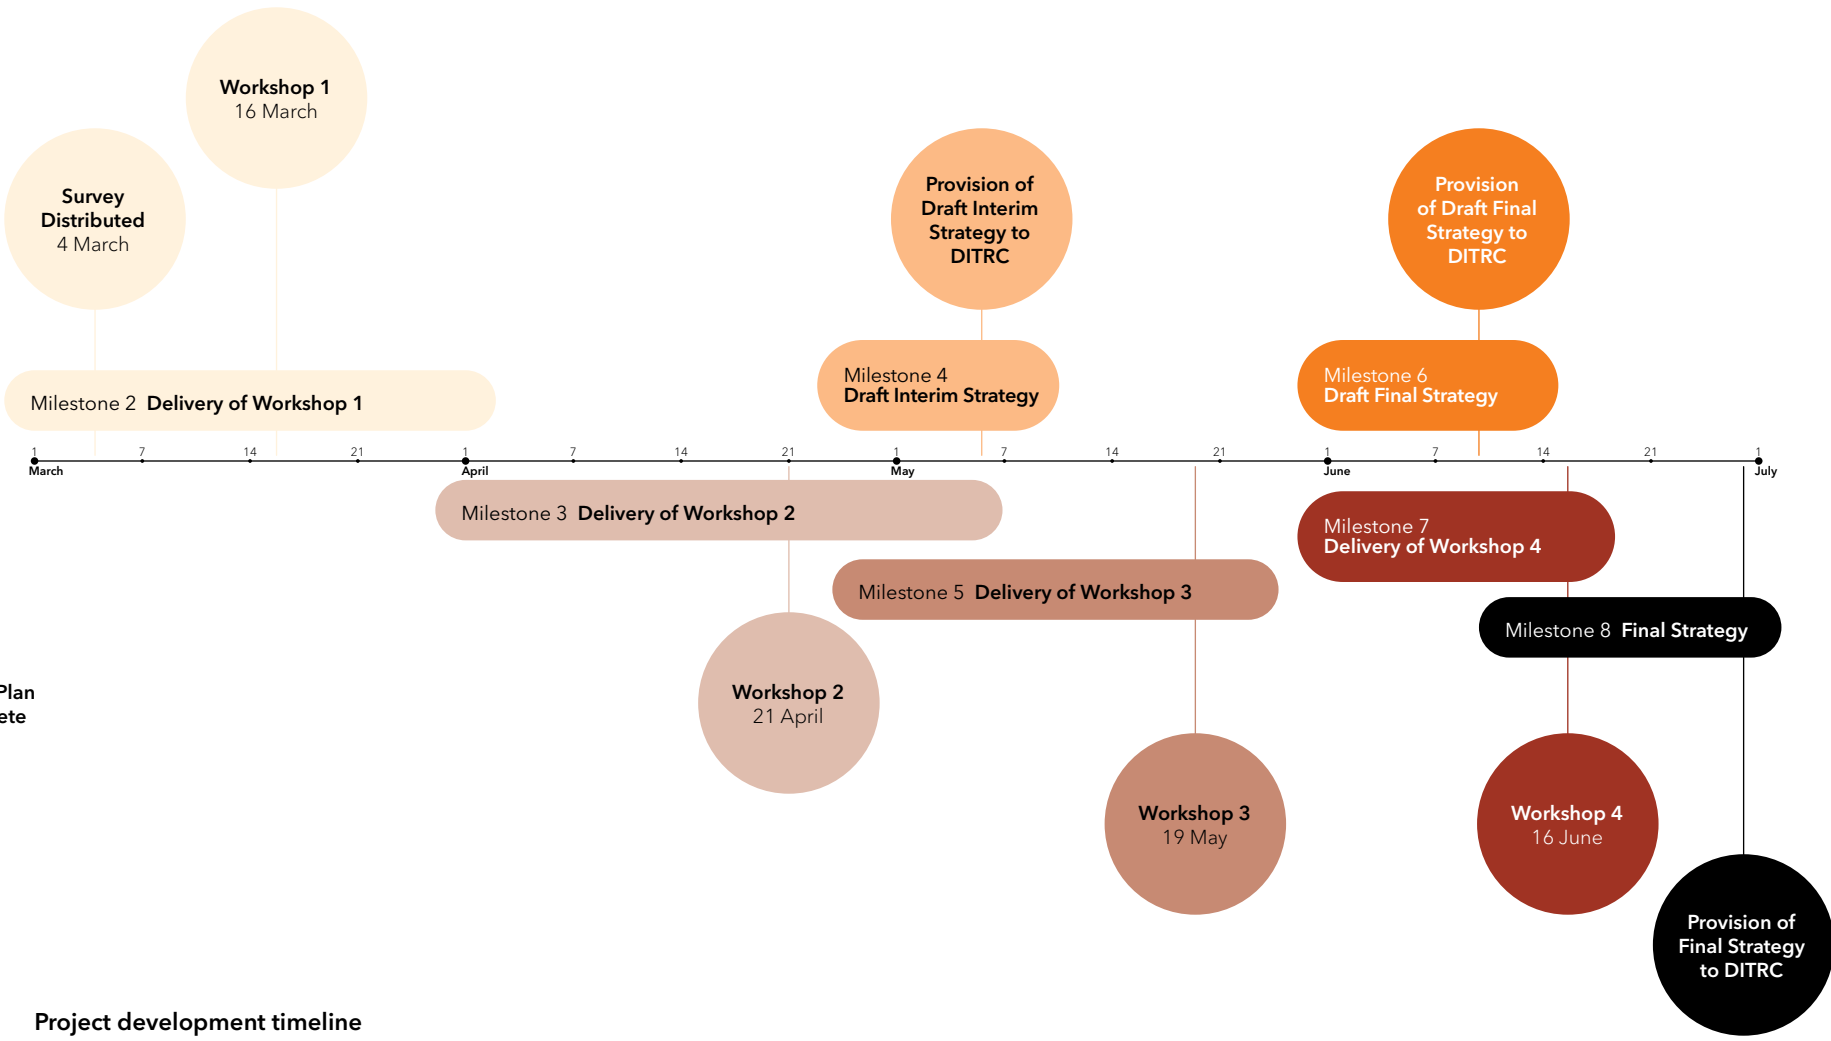 Workshop 1
16 March
Survey
Distributed
4 March
Provision of
Draft Interim
Strategy to
DITRC
Provision
of Draft Final
Strategy to
DITRC
Milestone 2 Delivery of Workshop 1
Milestone 4
Draft Interim Strategy
Milestone 6
Draft Final Strategy
1 7 14 21 1 7 14 21 1 7 14 21 1 7 14 21 1
March April May June July
Milestone 3 Delivery of Workshop 2
Milestone 7
Delivery of Workshop 4
Milestone 5 Delivery of Workshop 3
Milestone 8 Final Strategy
Plan
ete
Workshop 2
21 April
Workshop 3
19 May
Workshop 4
16 June
Provision of
Final Strategy
to DITRC
Project development timeline